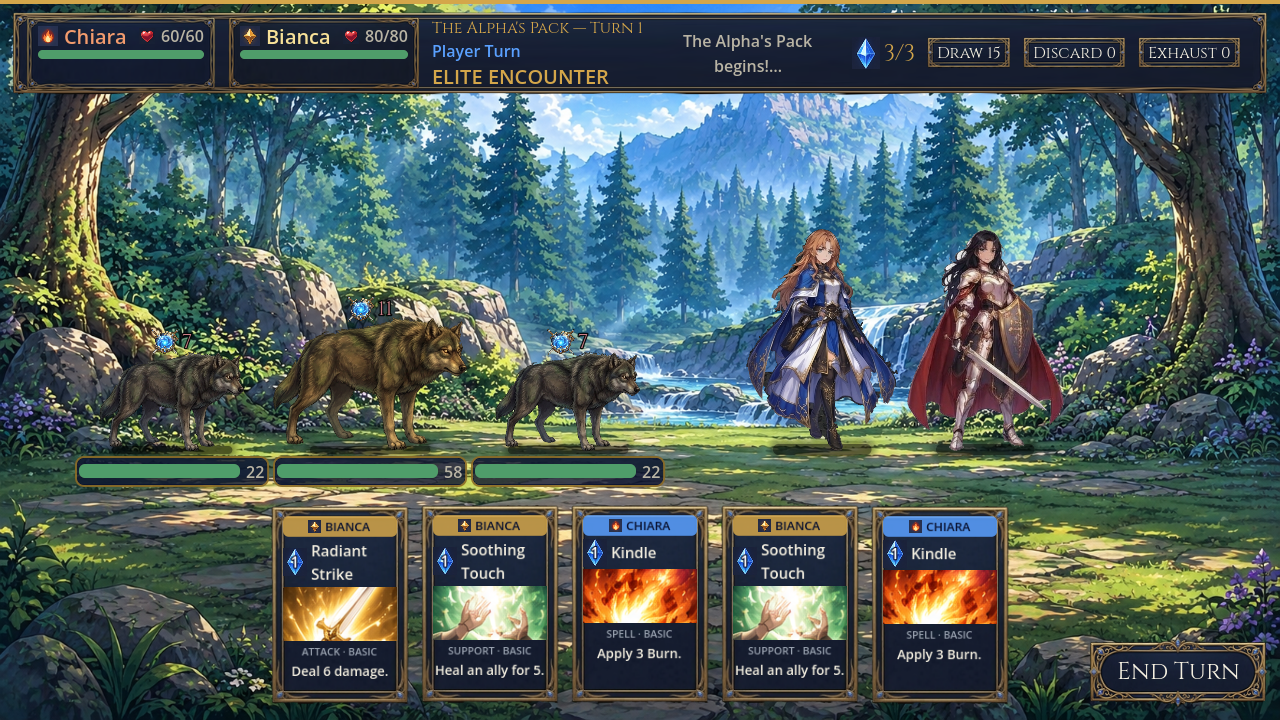 Chiara 60/60
Bianca 80/80
The Alpha's Pack — Turn 1
Player Turn
ELITE ENCOUNTER
The Alpha's Pack
begins!...
3/3
Draw 15
Discard 0
Exhaust 0
7
11
7
22
58
22
BIANCA
1
Radiant
Strike
ATTACK · BASIC
Deal 6 damage.
BIANCA
1
Soothing
Touch
SUPPORT · BASIC
Heal an ally for 5.
CHIARA
1
Kindle
SPELL · BASIC
Apply 3 Burn.
BIANCA
1
Soothing
Touch
SUPPORT · BASIC
Heal an ally for 5.
CHIARA
1
Kindle
SPELL · BASIC
Apply 3 Burn.
End Turn